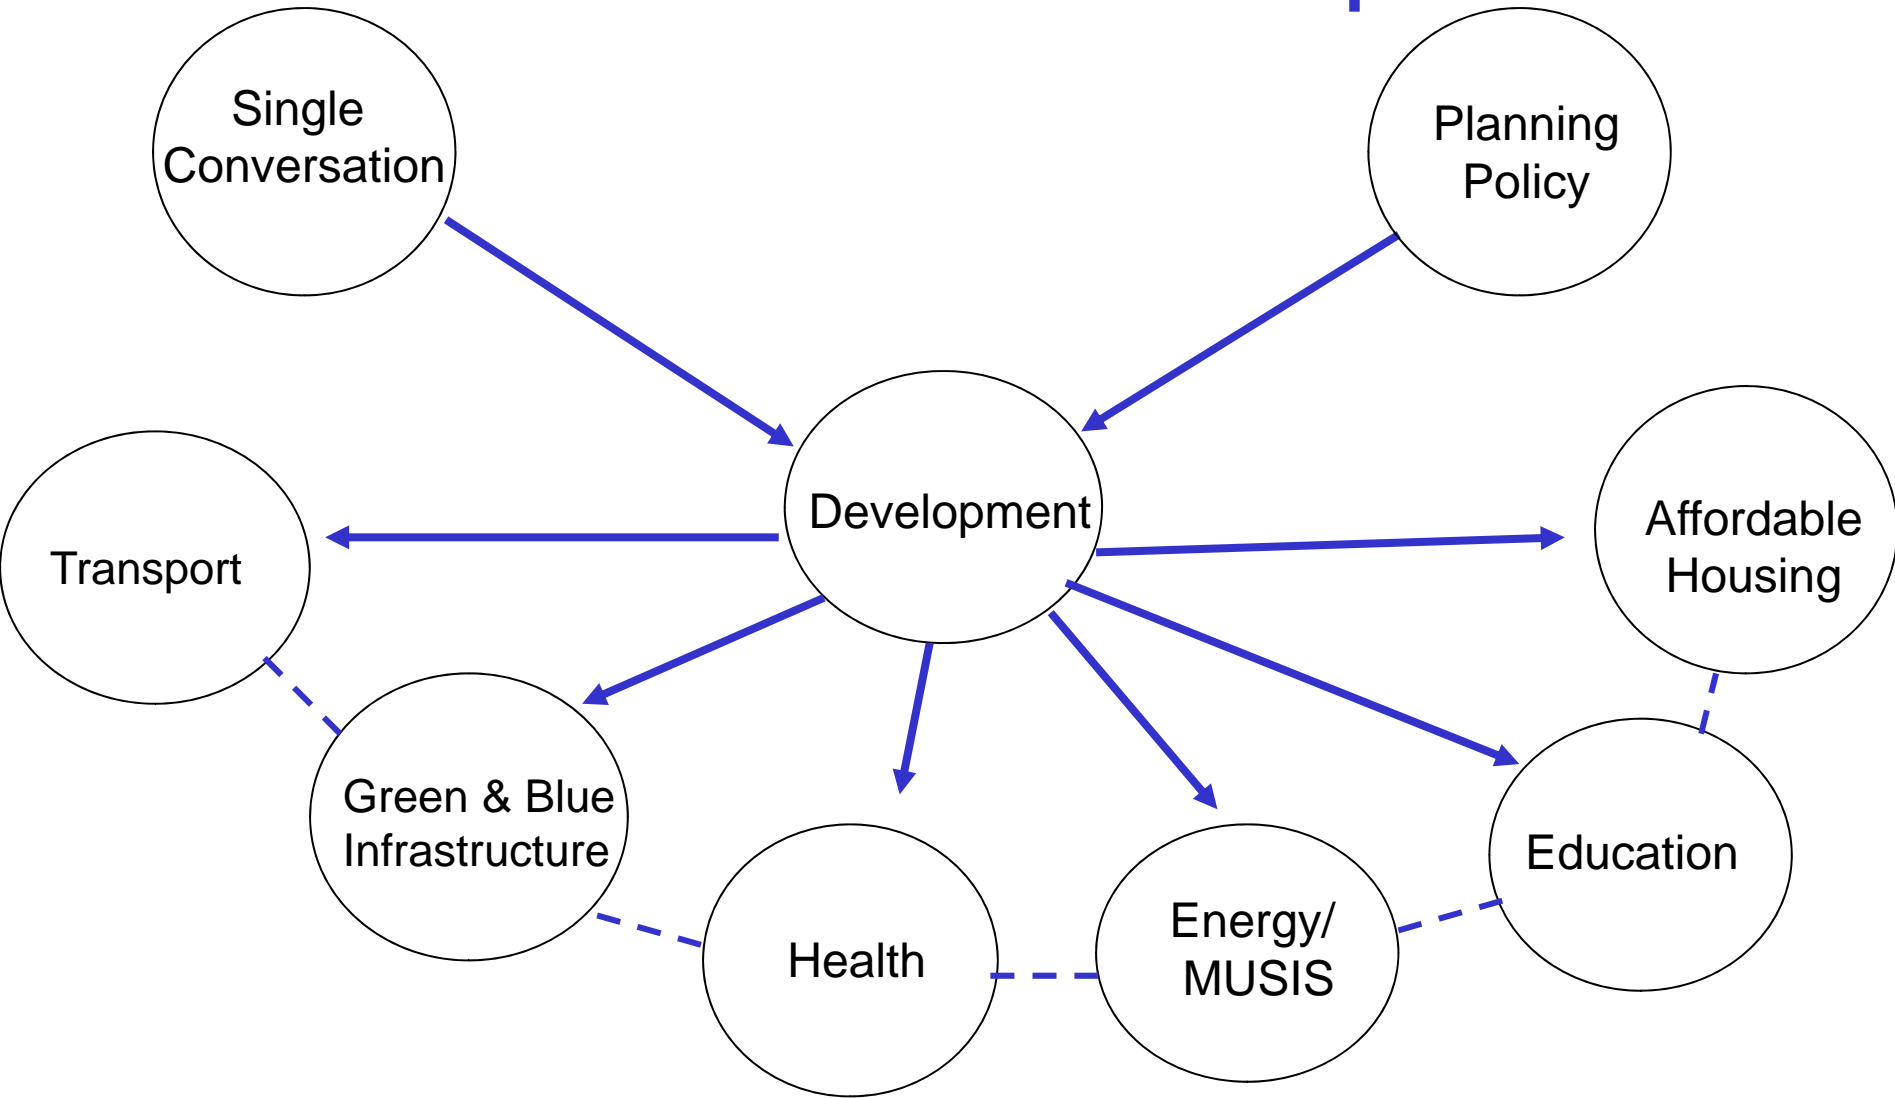 Single
Conversation
Planning
Policy
Development
Transport
Affordable
Housing
Green & Blue
Infrastructure
Health
Energy/
MUSIS
Education